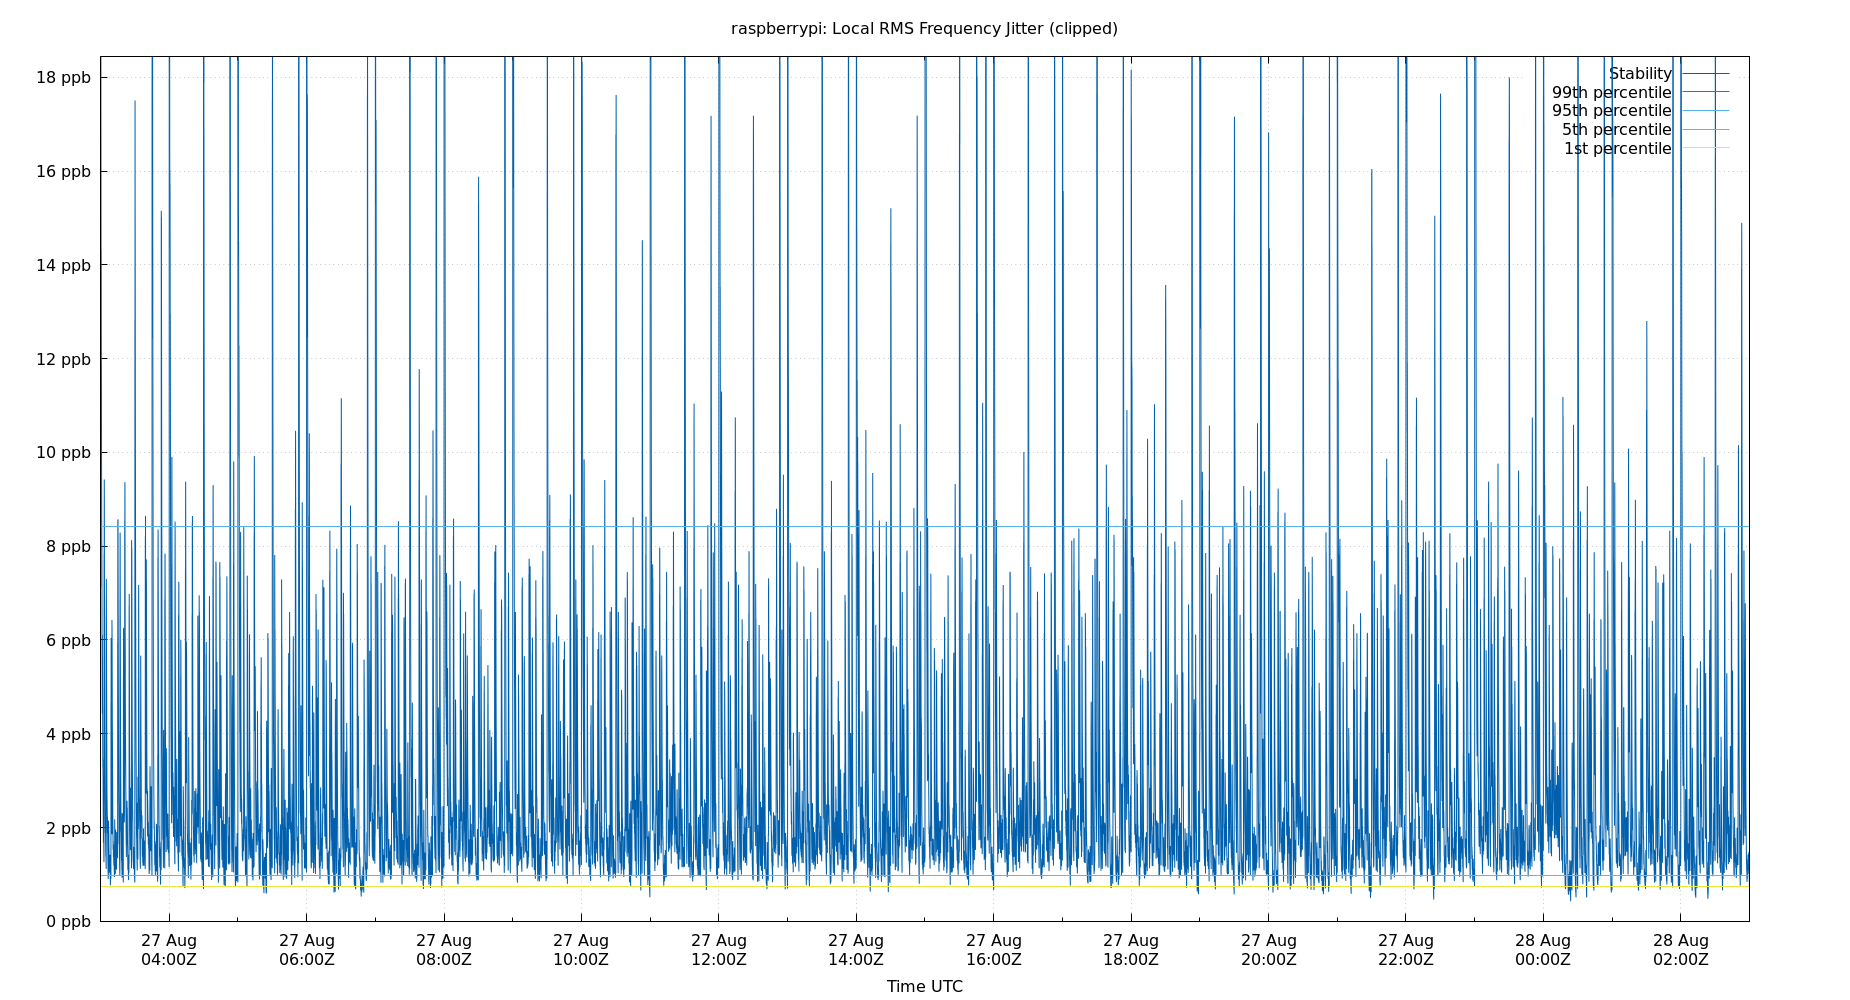 raspberrypi: Local RMS Frequency Jitter (clipped)
18 ppb
16 ppb
14 ppb
12 ppb
10 ppb
8 ppb
6 ppb
4 ppb
2 ppb
0 ppb
Stability
99th percentile
95th percentile
5th percentile
1st percentile
27 Aug 27 Aug 27 Aug 27 Aug 27 Aug 27 Aug 27 Aug 27 Aug 27 Aug 27 Aug 28 Aug 28 Aug
04:00Z 06:00Z 08:00Z 10:00Z 12:00Z 14:00Z 16:00Z 18:00Z 20:00Z 22:00Z 00:00Z 02:00Z
Time UTC